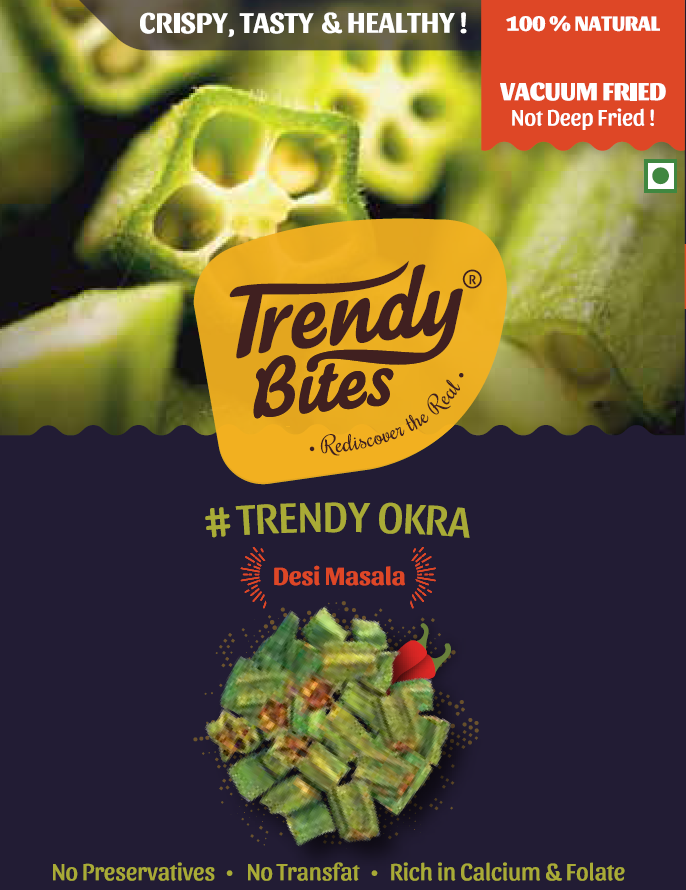 CRISPY, TASTY & HEALTHY !
100 % NATURAL
VACUUM FRIED
Not Deep Fried !
Trendy®
Bites
• Rediscover the Real •
# TRENDY OKRA
Desi Masala
No Preservatives • No Transfat • Rich in Calcium & Folate